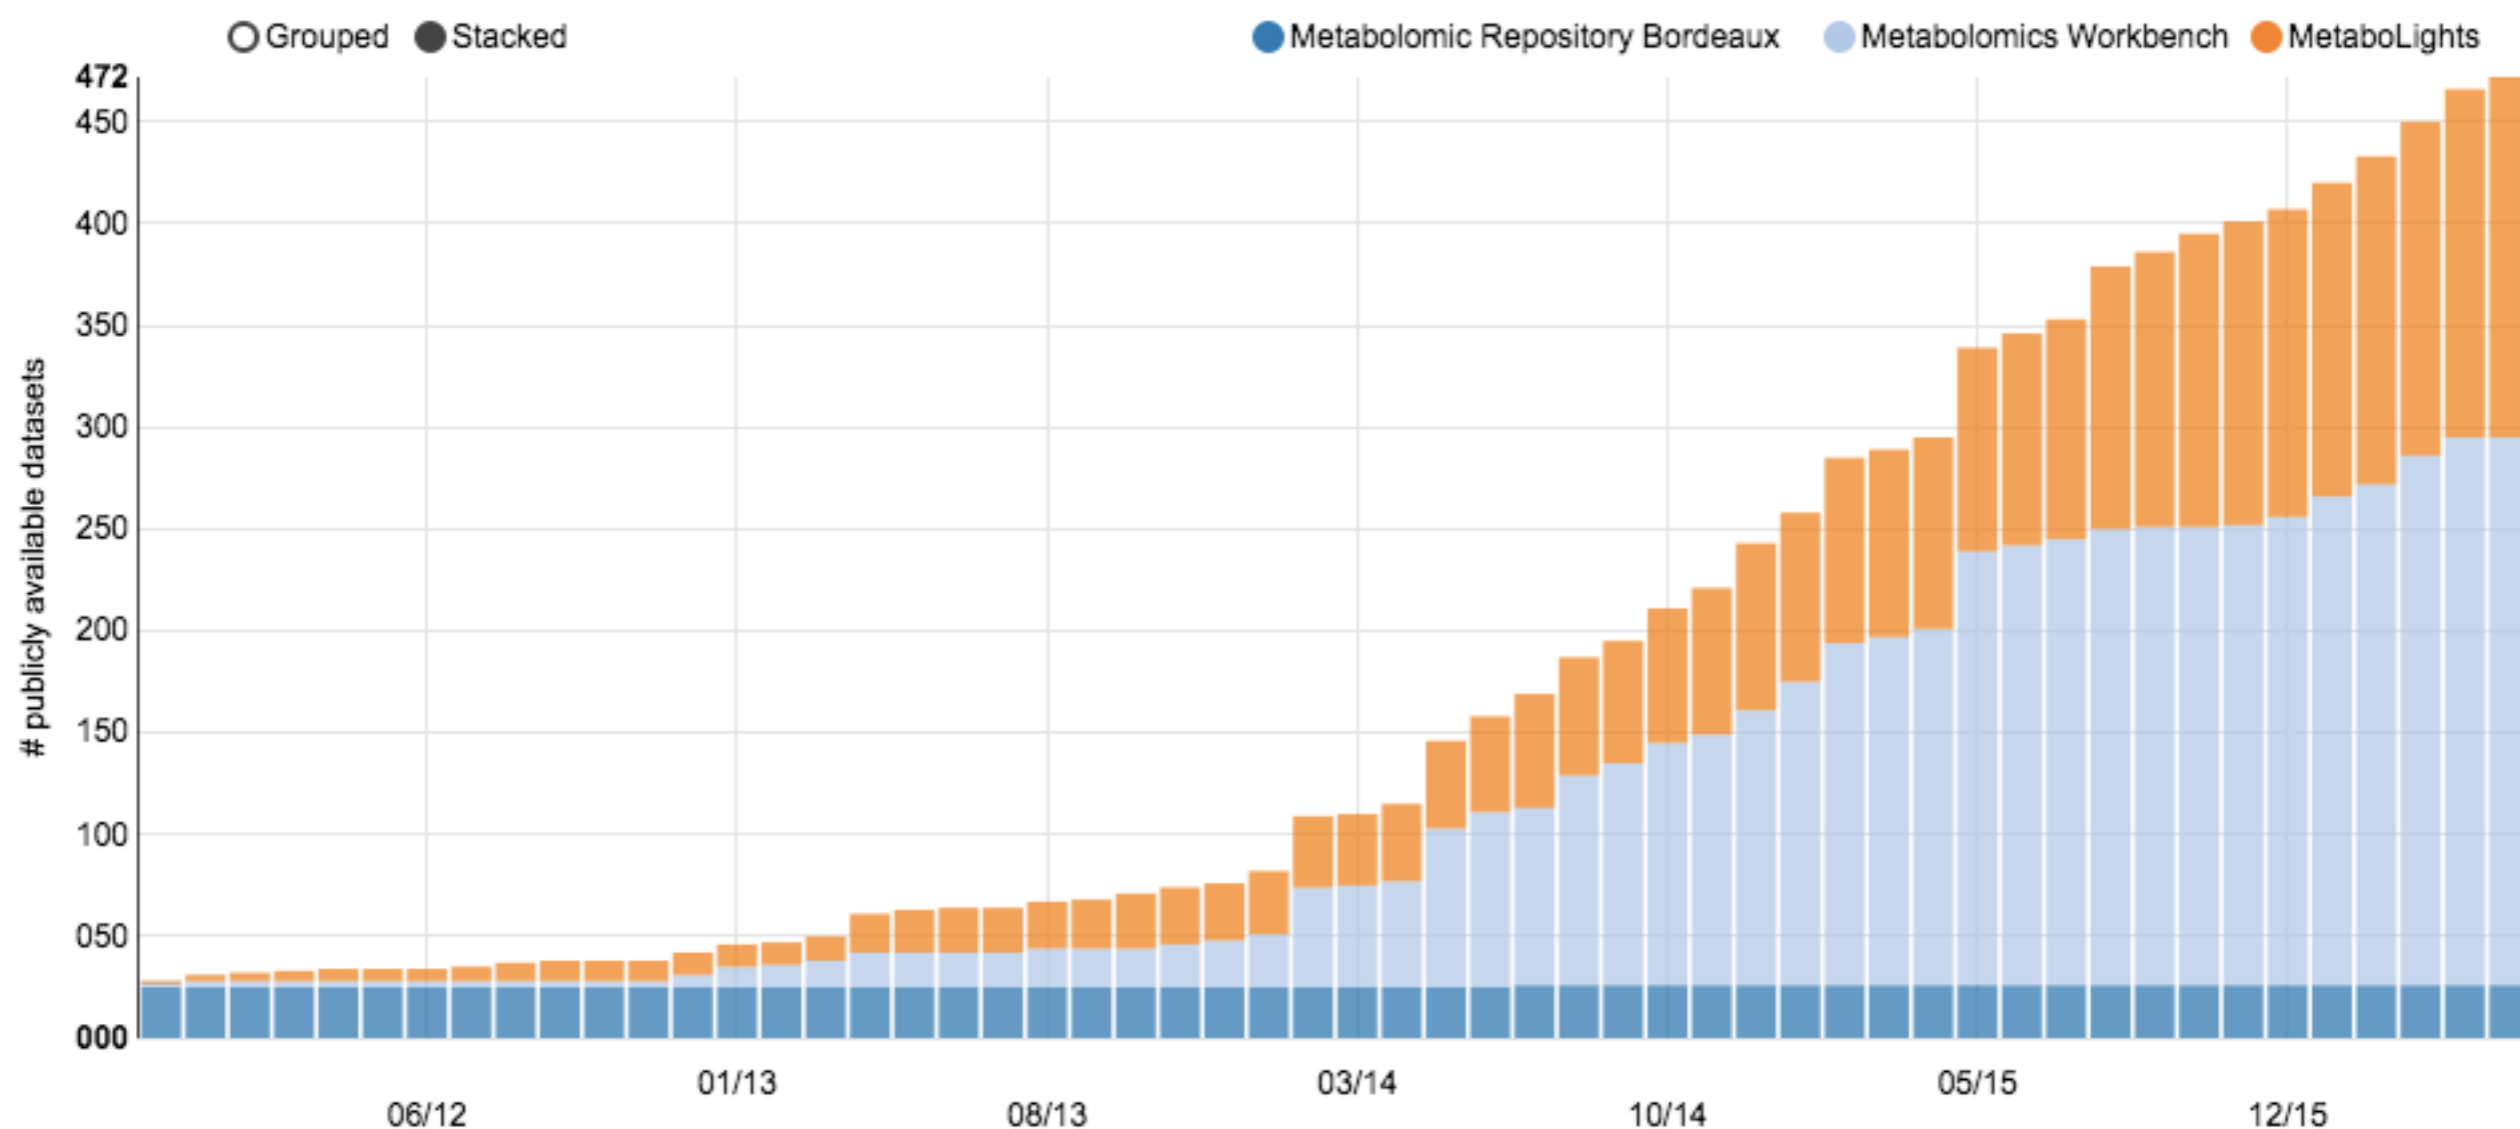 Grouped Stacked Metabolomic Repository Bordeaux Metabolomics Workbench MetaboLights
472
450
400
350
300
250
200
150
100
050
000
# publicly available datasets
01/13 03/14 05/15
06/12 08/13 10/14 12/15